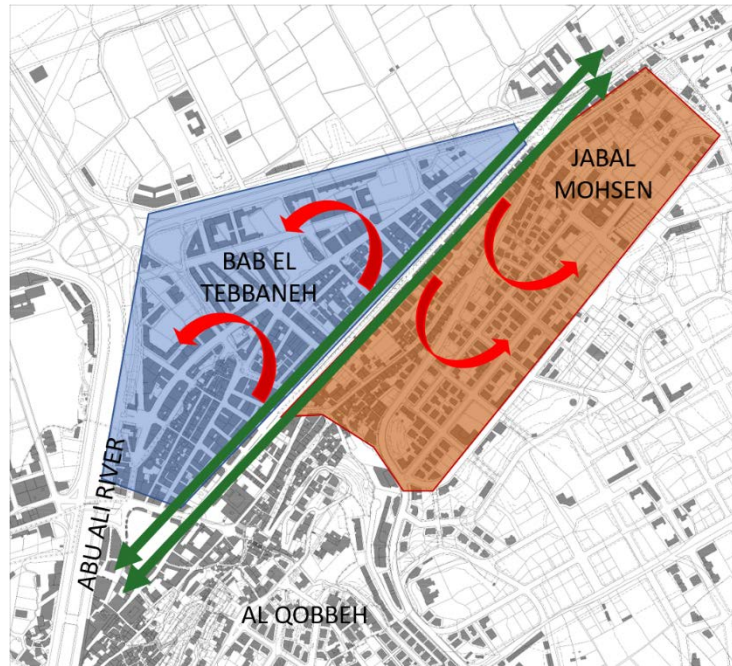 JABAL
MOHSEN
BAB EL
TEBBANEH
ABU ALI RIVER
AL QOBBEH